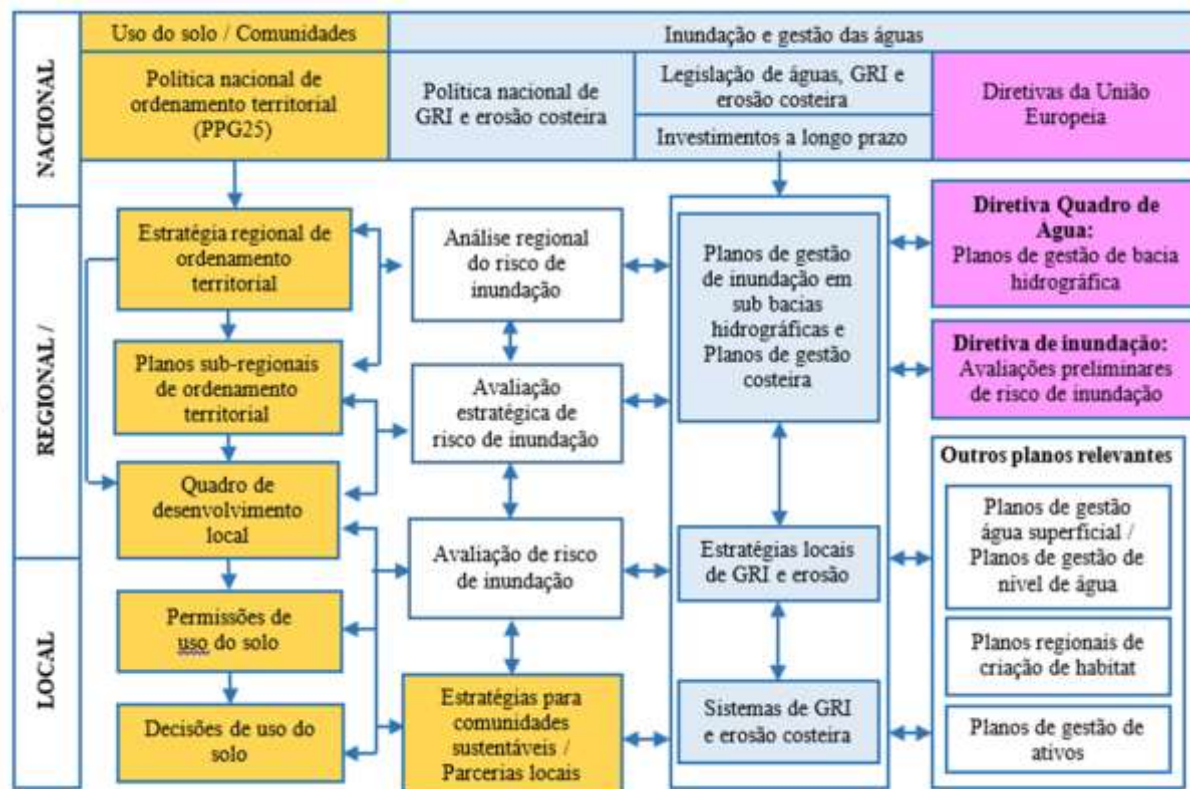 NACIONAL
Uso do solo / Comunidades
Inundação e gestão das águas
Política nacional de
ordenamento territorial
(PPG25)
Política nacional de
GRI e erosão costeira
Legislação de águas, GRI e
erosão costeira
Investimentos a longo prazo
Diretivas da União
Europeia
REGIONAL /
Estratégia regional de
ordenamento
territorial
Análise regional
do risco de
inundação
Planos de gestão
de inundação em
sub bacias
hidrográficas e
Planos de gestão
costeira
Diretiva Quadro de
Água:
Planos de gestão de bacia
hidrográfica
Planos sub-regionais
de ordenamento
territorial
Avaliação
estratégica de
risco de inundação
Diretiva de inundação:
Avaliações preliminares
de risco de inundação
Quadro de
desenvolvimento
local
Outros planos relevantes
Planos de gestão
água superficial /
Planos de gestão de
nível de água
LOCAL
Avaliação de risco
de inundação
Estratégias locais
de GRI e erosão
Permissões de
uso do solo
Planos regionais de
criação de habitat
Decisões de uso do
solo
Estratégias para
comunidades
sustentáveis /
Parcerias locais
Sistemas de GRI
e erosão costeira
Planos de gestão de
ativos